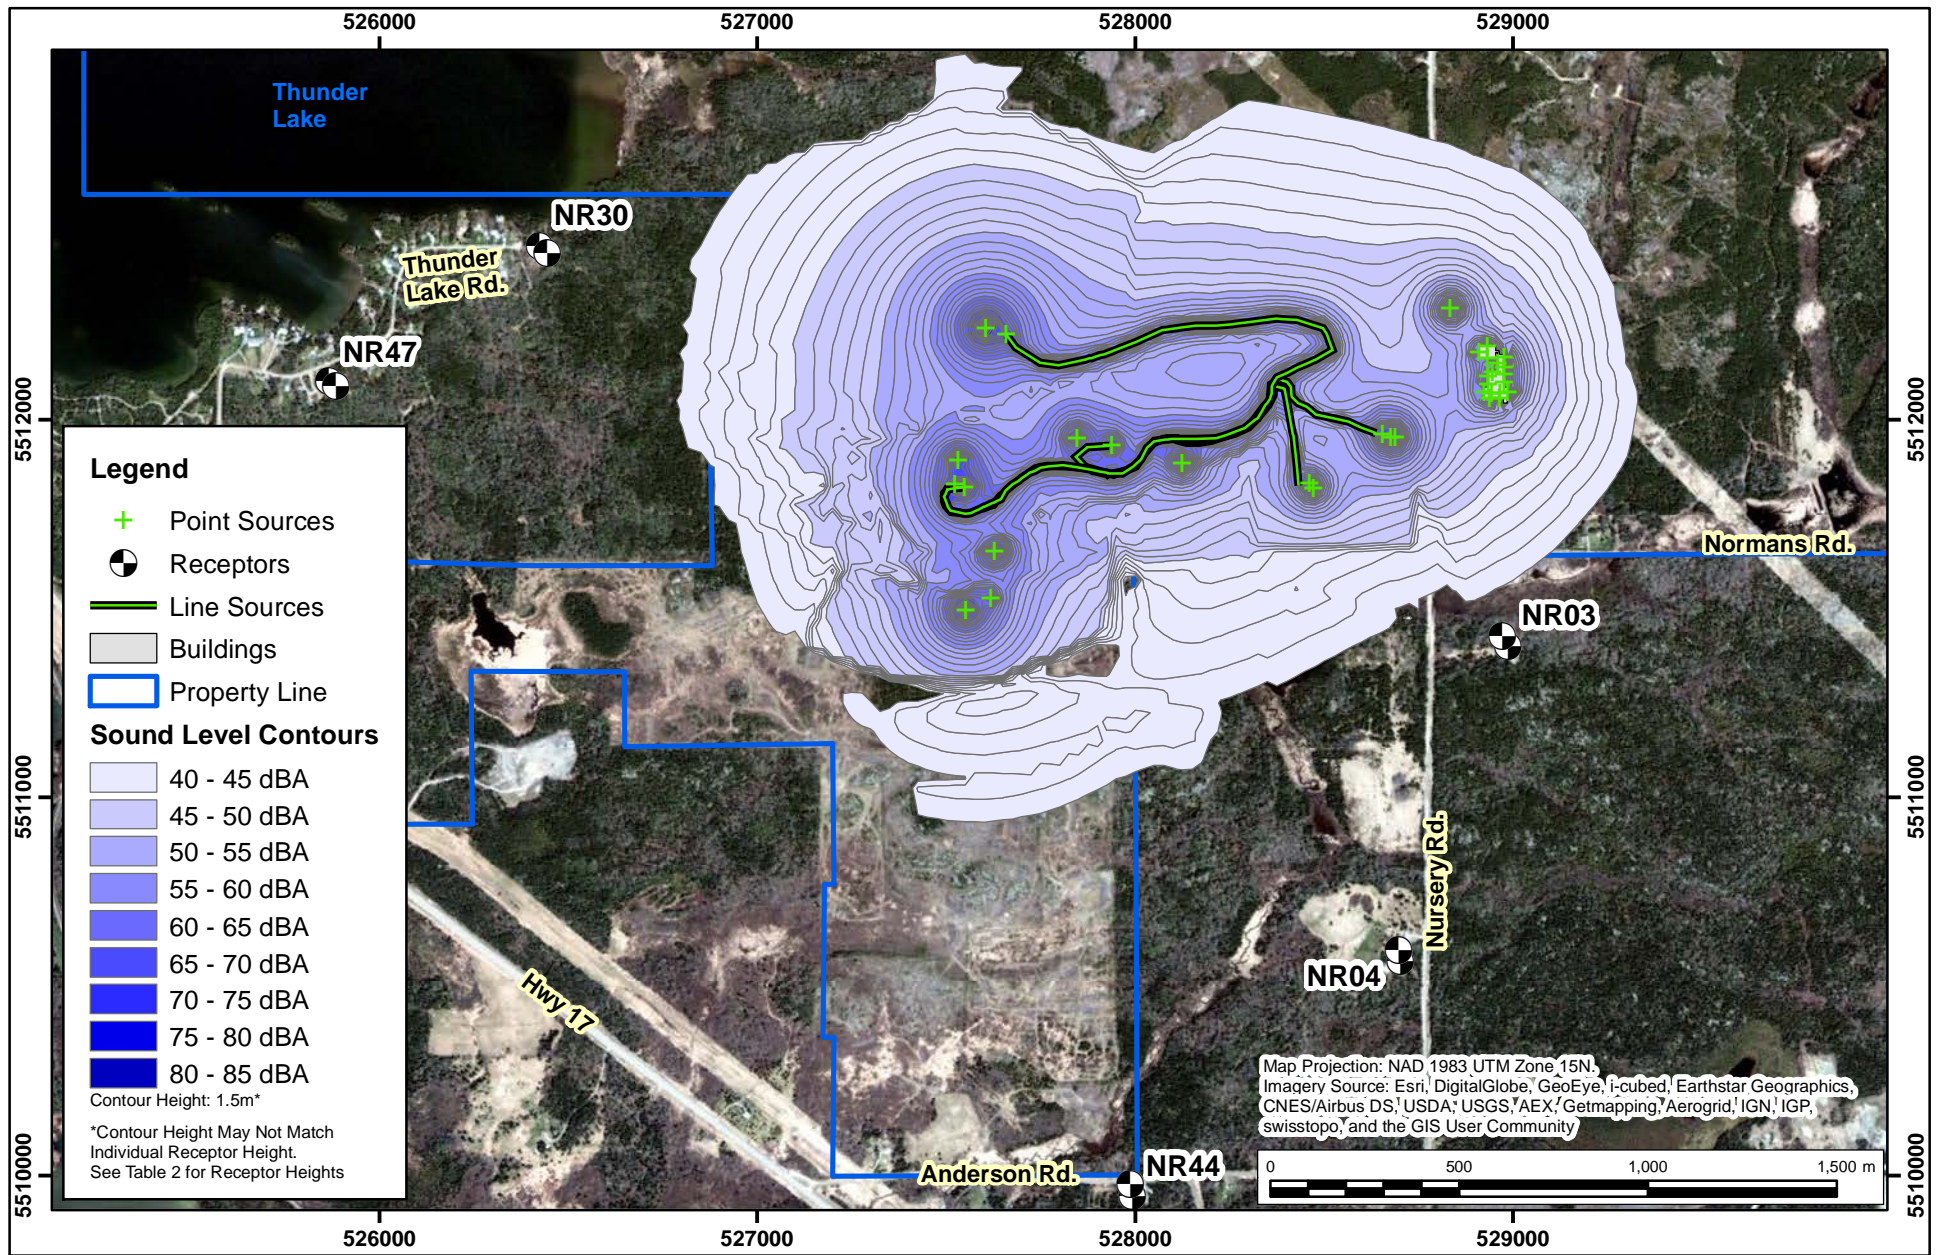 526000
527000
528000
529000
Thunder
Lake
NR30
Thunder
Lake Rd.
NR47
5512000
5512000
Legend
Point Sources
Receptors
Line Sources
Buildings
Property Line
Sound Level Contours
40 - 45 dBA
45 - 50 dBA
50 - 55 dBA
55 - 60 dBA
60 - 65 dBA
65 - 70 dBA
70 - 75 dBA
75 - 80 dBA
80 - 85 dBA
Contour Height: 1.5m*
*Contour Height May Not Match
Individual Receptor Height.
See Table 2 for Receptor Heights
Normans Rd.
NR03
5511000
5511000
Nursery Rd.
NR04
Hwy 17
Map Projection: NAD 1983 UTM Zone 15N.
Imagery Source: Esri, DigitalGlobe, GeoEye, i-cubed, Earthstar Geographics,
CNES/Airbus DS, USDA, USGS, AEX, Getmapping, Aerogrid, IGN, IGP,
swisstopo, and the GIS User Community
Anderson Rd.
NR44
0 500 1,000 1,500 m
5510000
5510000
526000
527000
528000
529000